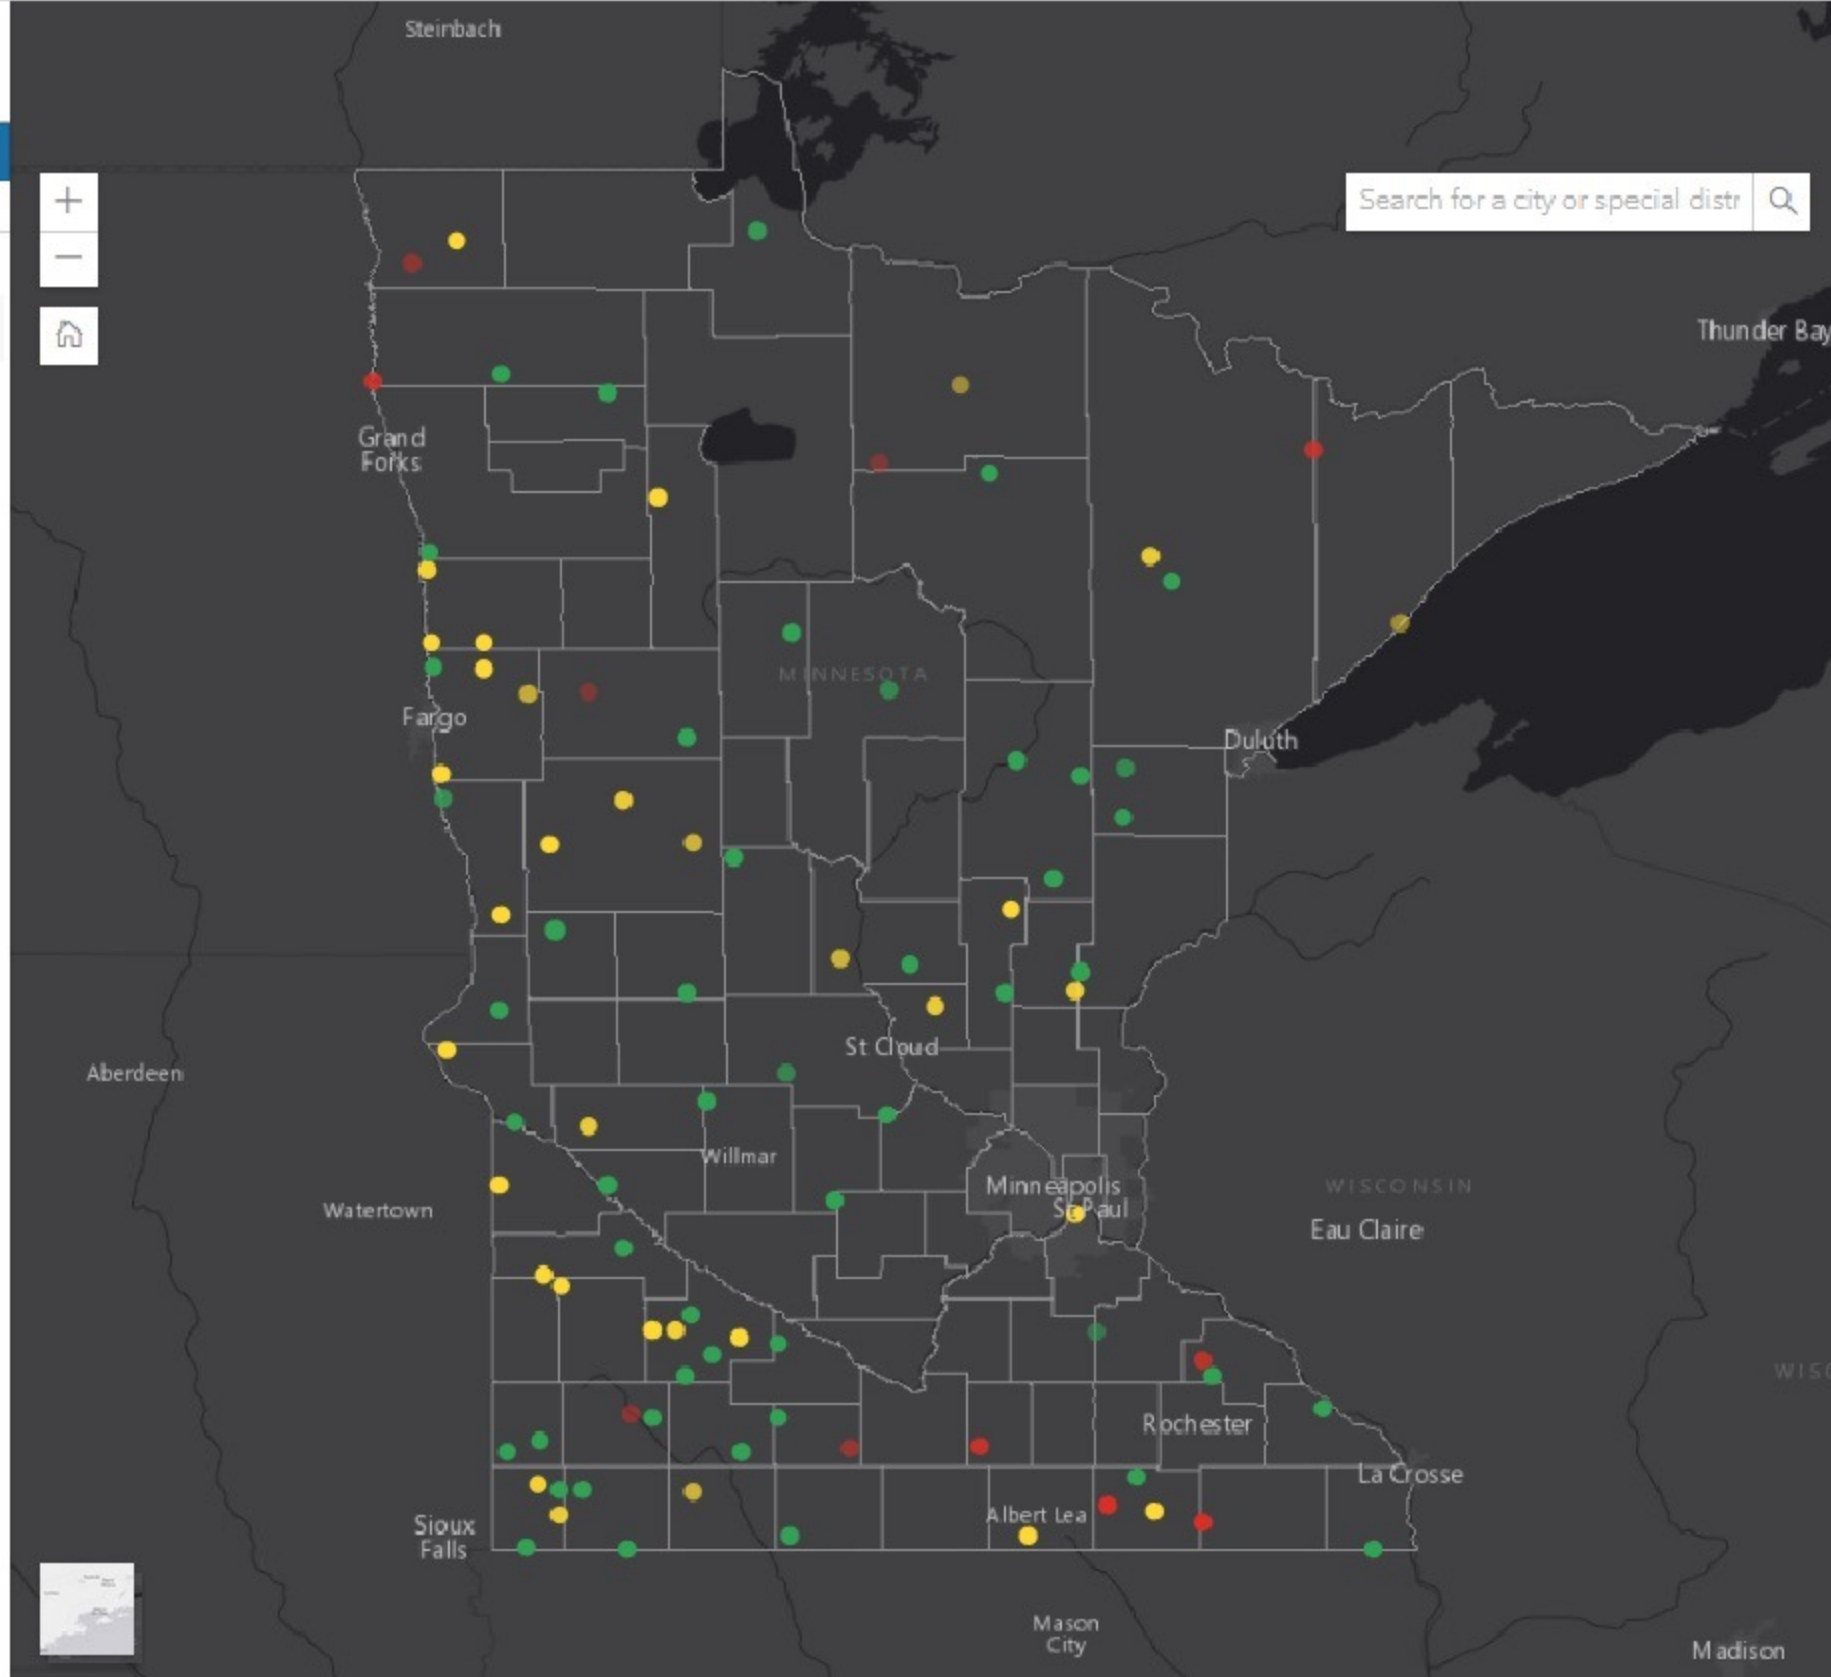 Steinbach
+
Search for a city or special distr
−
Thunder Bay
Grand
Forks
MINNESOTA
Fargo
Duluth
St Cloud
Aberdeen
Willmar
Minneapolis
St Paul
WISCONSIN
Watertown
Eau Claire
WISC
Rochester
La Crosse
Albert Lea
Sioux
Falls
Mason
City
Madison